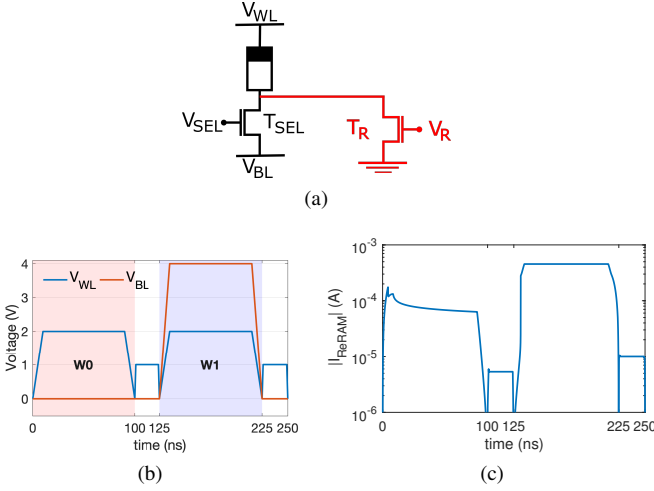 V_WL
V_SEL
T_SEL
T_R
V_R
V_BL
(a)
V_WL V_BL
Voltage (V)
4
3
2
1
0
W0
W1
0 100 125 225 250
time (ns)
(b)
|I_ReRAM| (A)
10^-3
10^-4
10^-5
10^-6
0 100 125 225 250
time (ns)
(c)